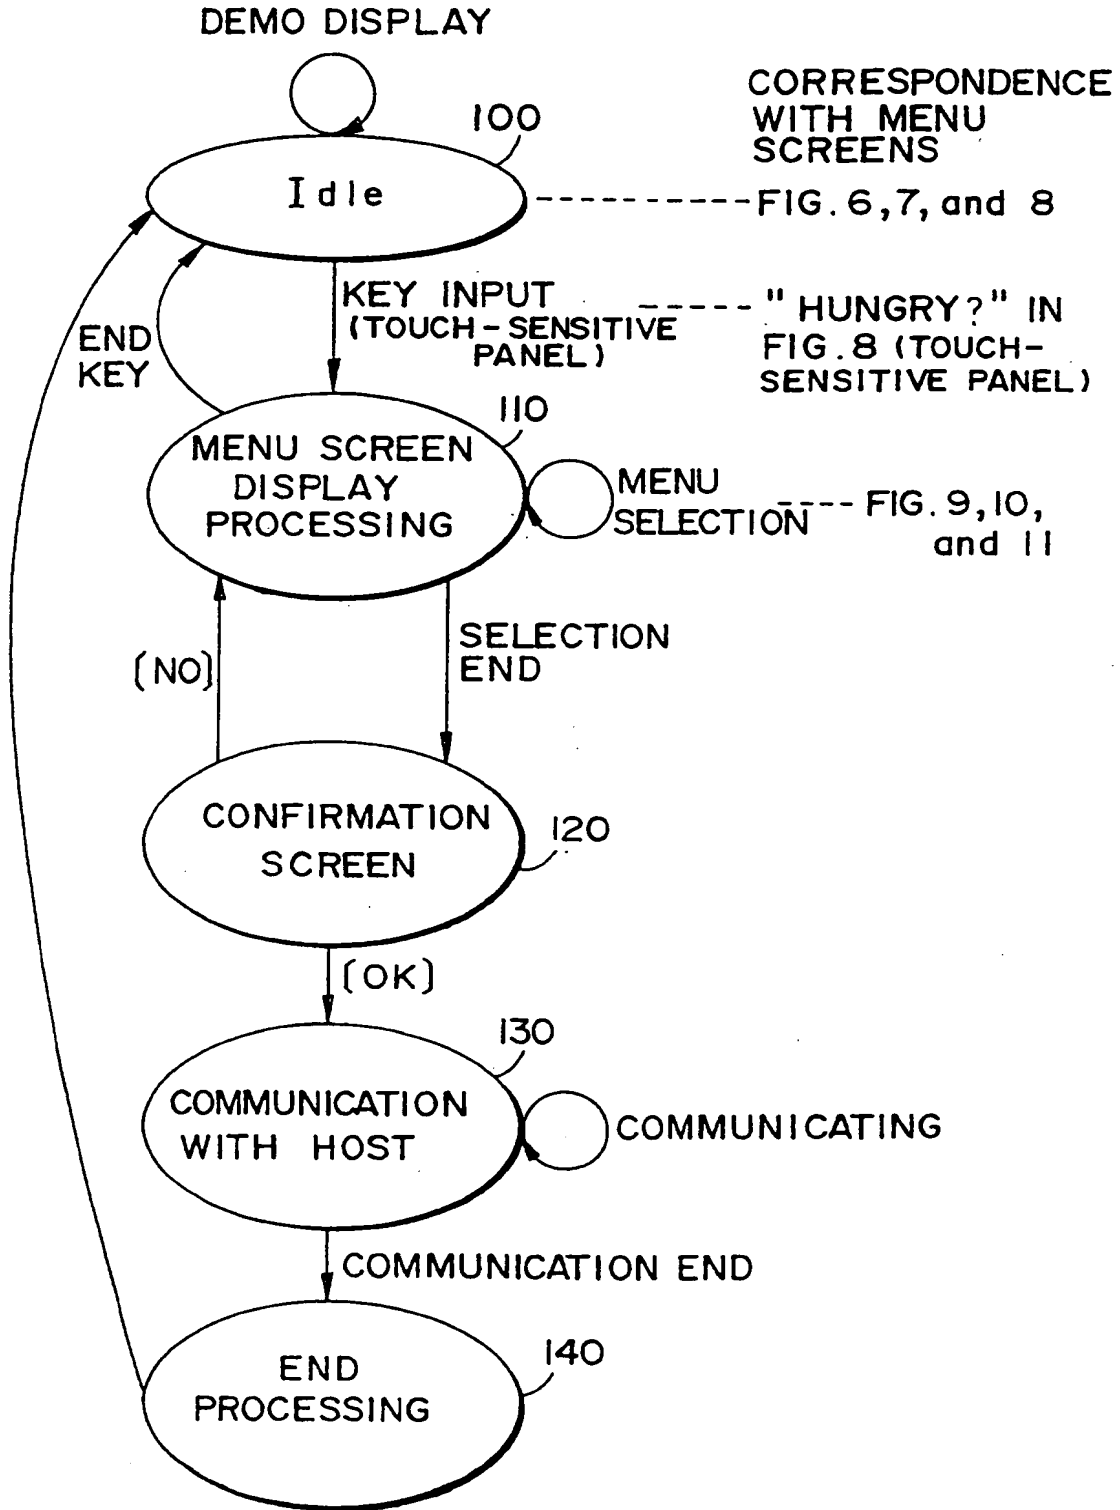 DEMO DISPLAY
CORRESPONDENCE
WITH MENU
SCREENS
100
Idle
FIG. 6, 7, and 8
KEY INPUT
(TOUCH-SENSITIVE
PANEL)
"HUNGRY?" IN
FIG. 8 (TOUCH-
SENSITIVE PANEL)
END
KEY
110
MENU SCREEN
DISPLAY
PROCESSING
MENU
SELECTION
FIG. 9, 10,
and 11
SELECTION
END
[NO]
CONFIRMATION
SCREEN
120
[OK]
130
COMMUNICATION
WITH HOST
COMMUNICATING
COMMUNICATION END
140
END
PROCESSING